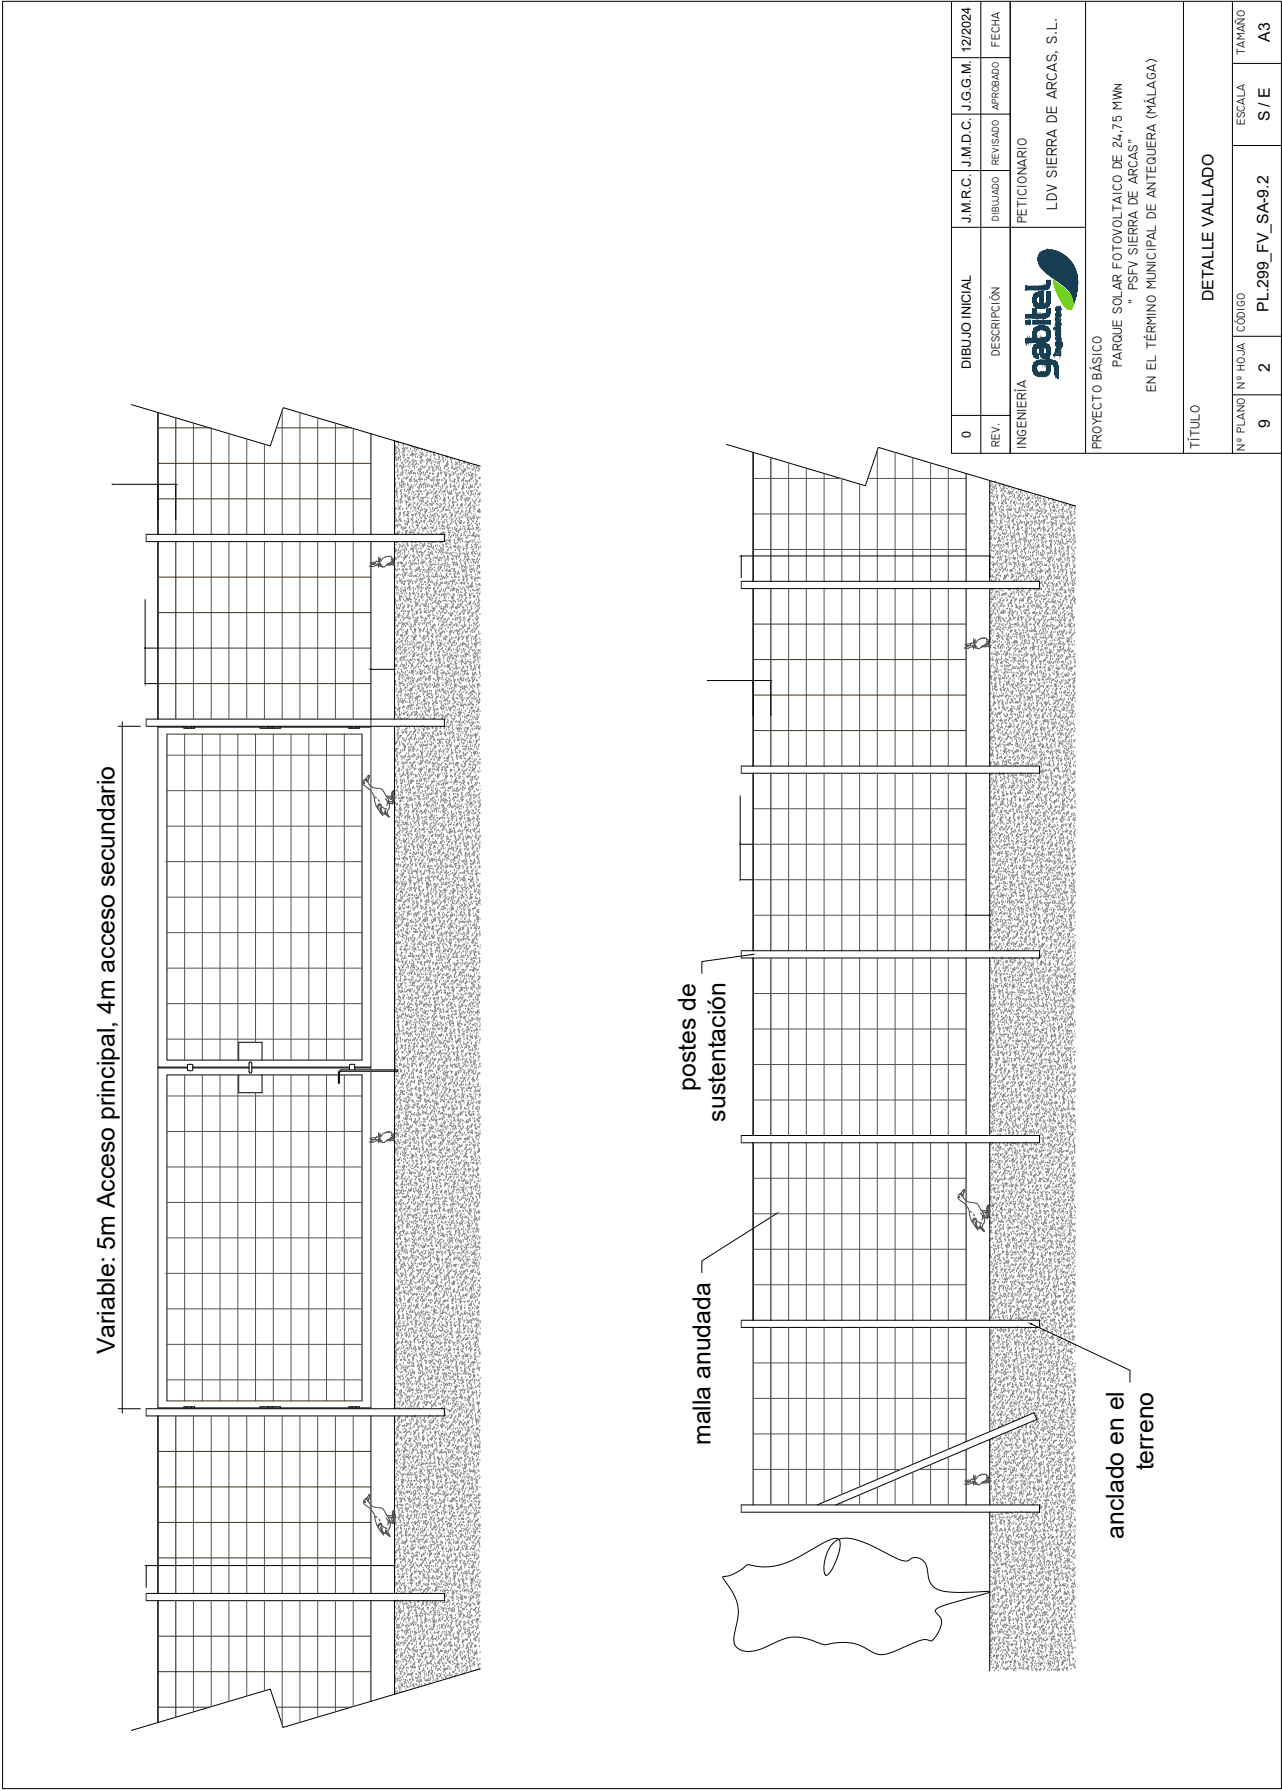 Variable: 5m Acceso principal, 4m acceso secundario
postes de
sustentación
malla anudada
anclado en el
terreno
0 DIBUJO INICIAL J.M.R.C. J.M.D.C. J.G.G.M. 12/2024
REV. DESCRIPCIÓN DIBUJADO REVISADO APROBADO FECHA
INGENIERÍA
gabitel
ingenieros
PETICIONARIO
LDV SIERRA DE ARCAS, S.L.
PROYECTO BÁSICO
PARQUE SOLAR FOTOVOLTAICO DE 24,75 MWN
" PSFV SIERRA DE ARCAS"
EN EL TÉRMINO MUNICIPAL DE ANTEQUERA (MÁLAGA)
TÍTULO
DETALLE VALLADO
Nº PLANO Nº HOJA CÓDIGO ESCALA TAMAÑO
9 2 PL.299_FV_SA-9.2 S / E A3